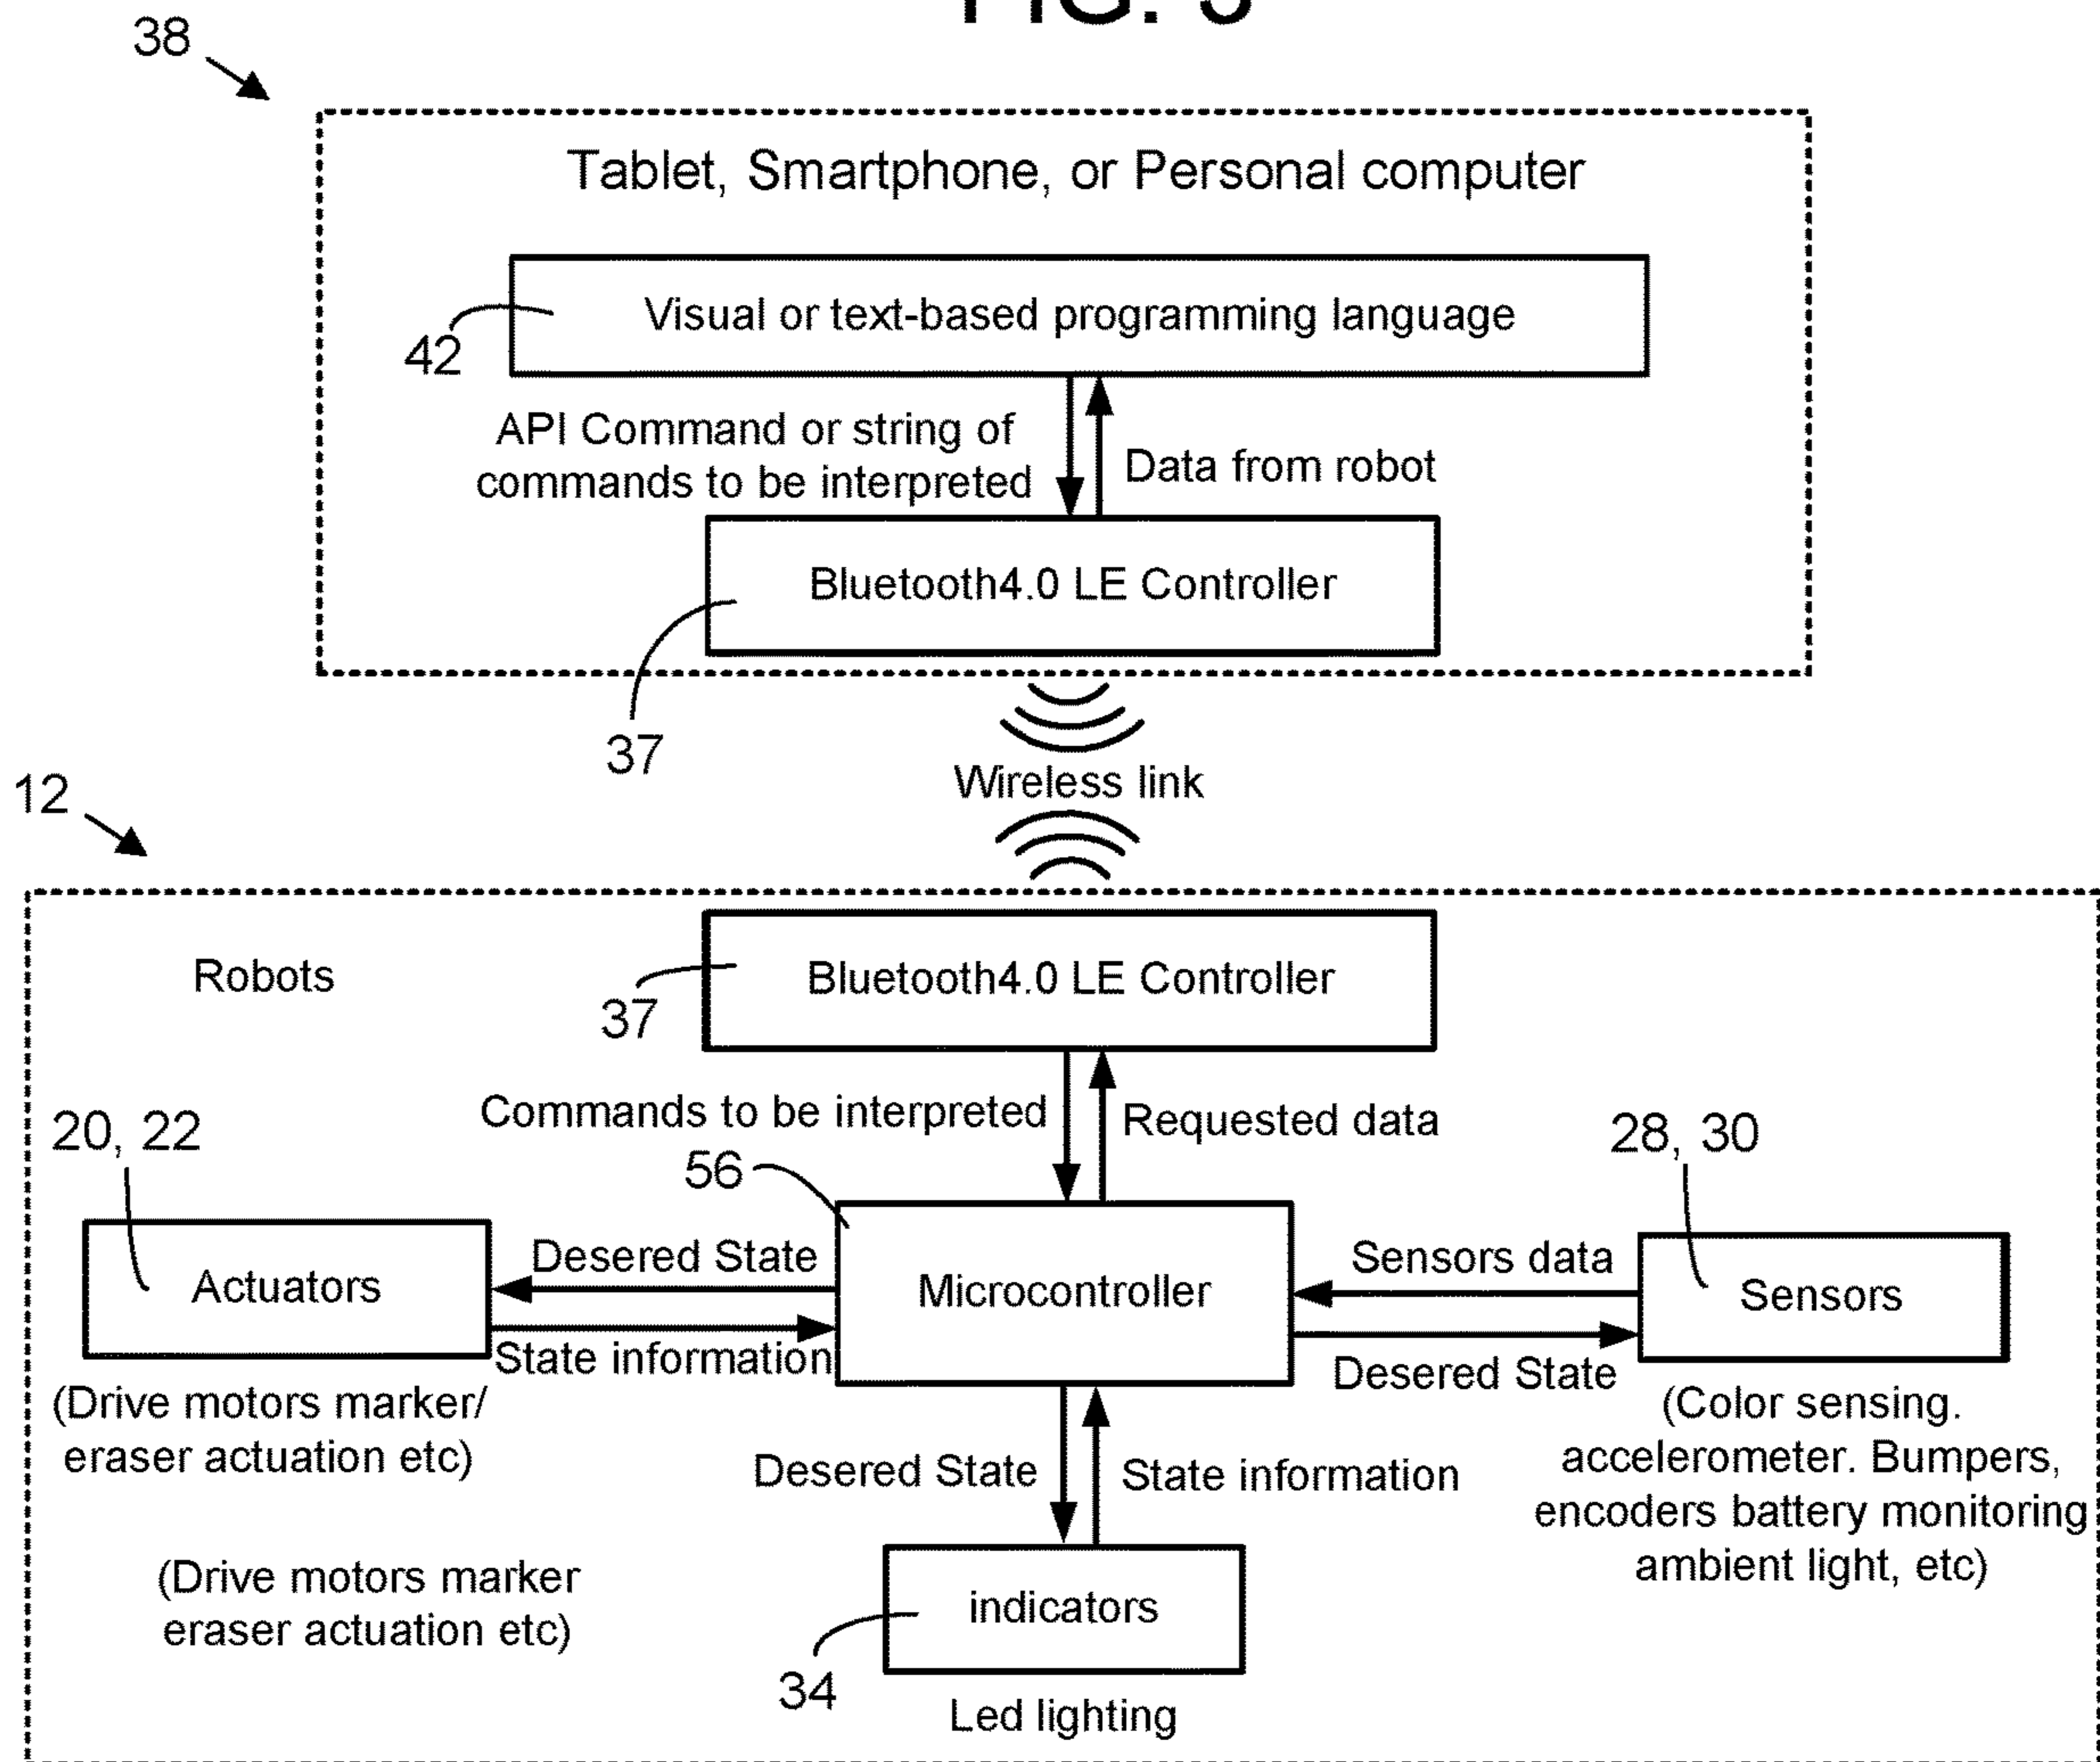 38
Tablet, Smartphone, or Personal computer
Visual or text-based programming language
42
API Command or string of
commands to be interpreted
Data from robot
Bluetooth4.0 LE Controller
37
Wireless link
12
Robots
Bluetooth4.0 LE Controller
37
Commands to be interpreted
Requested data
20, 22
56
28, 30
Actuators
Desered State
State information
Microcontroller
Sensors data
Desered State
Sensors
(Drive motors marker/
eraser actuation etc)
Desered State
State information
(Color sensing.
accelerometer. Bumpers,
encoders battery monitoring
ambient light, etc)
(Drive motors marker
eraser actuation etc)
indicators
34
Led lighting